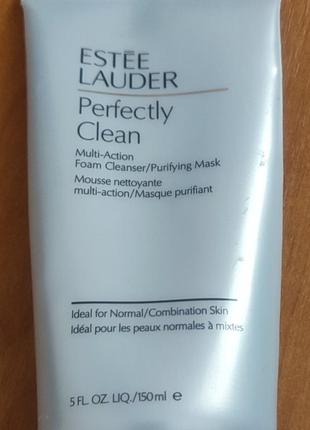 ESTĒE
LAUDER
Perfectly
Clean
Multi-Action
Foam Cleanser/Purifying Mask
Mousse nettoyante
multi-action/Masque purifiant
Ideal for Normal/Combination Skin
Idéal pour les peaux normales à mixtes
5 FL. OZ. LIQ./150 ml e